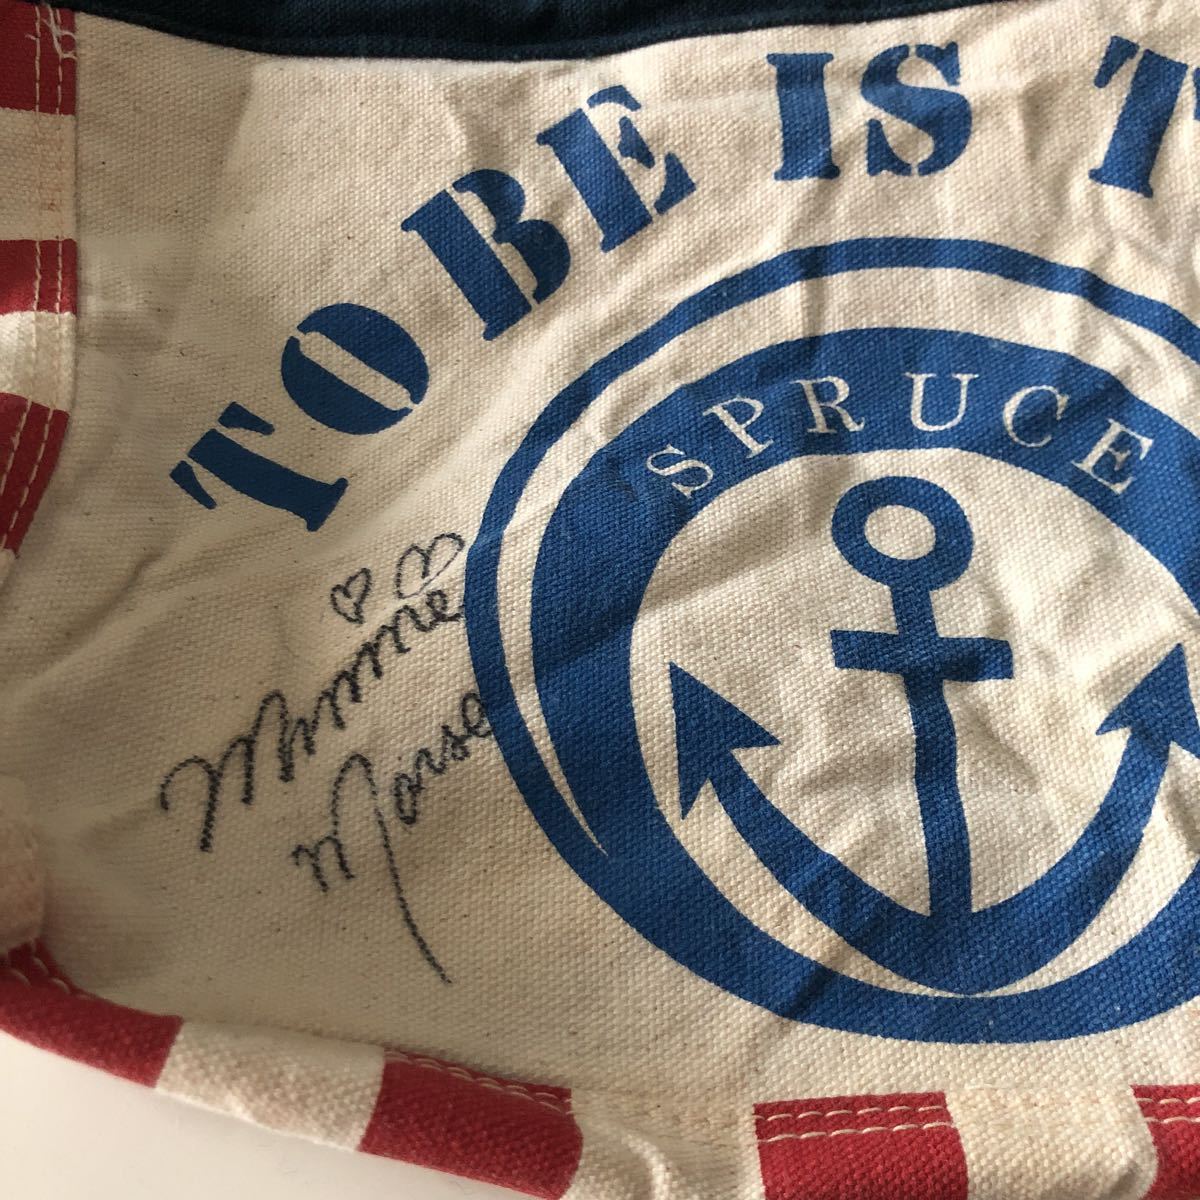 TO BE IS T
SPRUCE
Minnie
Mouse